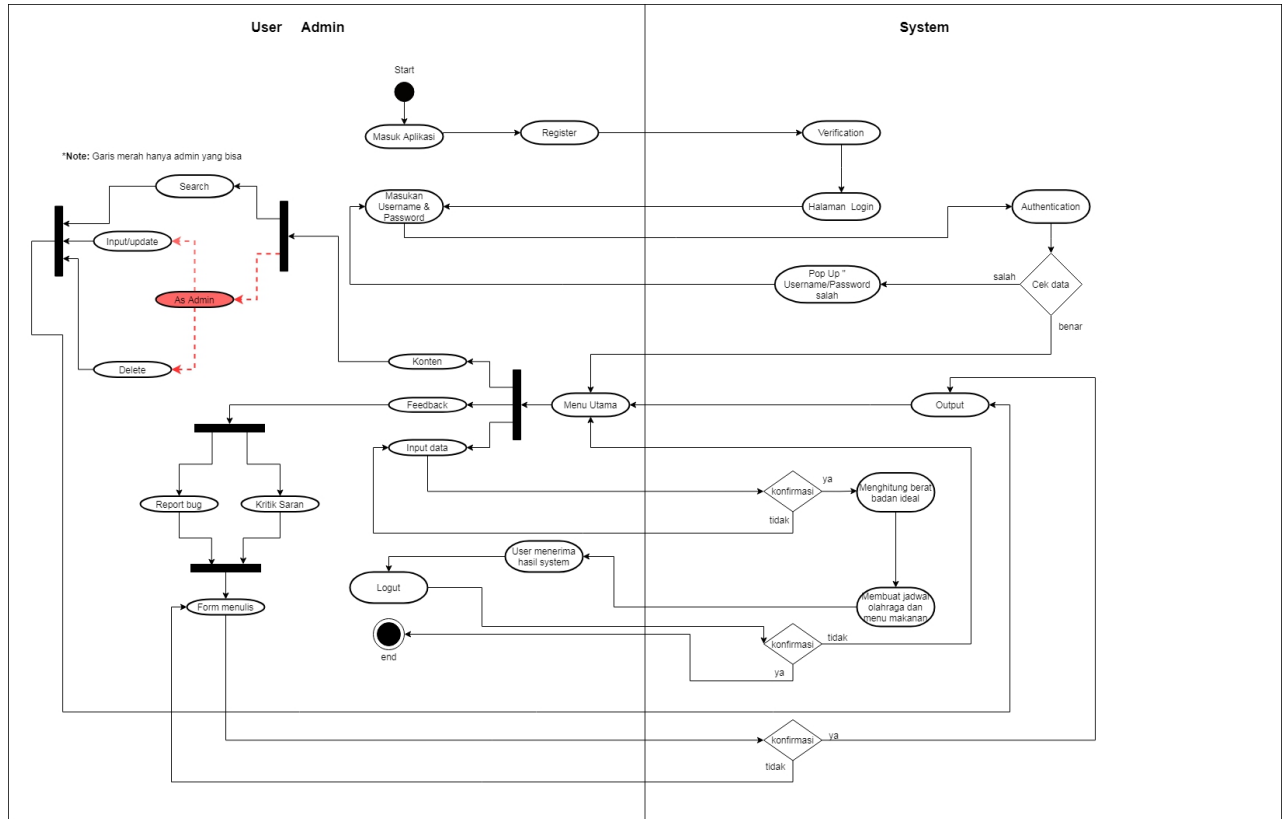 User Admin
System
Start
Masuk Aplikasi
Register
Verification
*Note: Garis merah hanya admin yang bisa
Search
Masukan
Username &
Password
Halaman Login
Authentication
Input/update
As Admin
Pop Up "
Username/Password
salah
salah
Cek data
benar
Delete
Konten
Feedback
Menu Utama
Output
Input data
konfirmasi
ya
tidak
Menghitung berat
badan ideal
Report bug
Kritik Saran
User menerima
hasil system
Logut
Membuat jadwal
olahraga dan
menu makanan
Form menulis
konfirmasi
tidak
ya
end
konfirmasi
ya
tidak